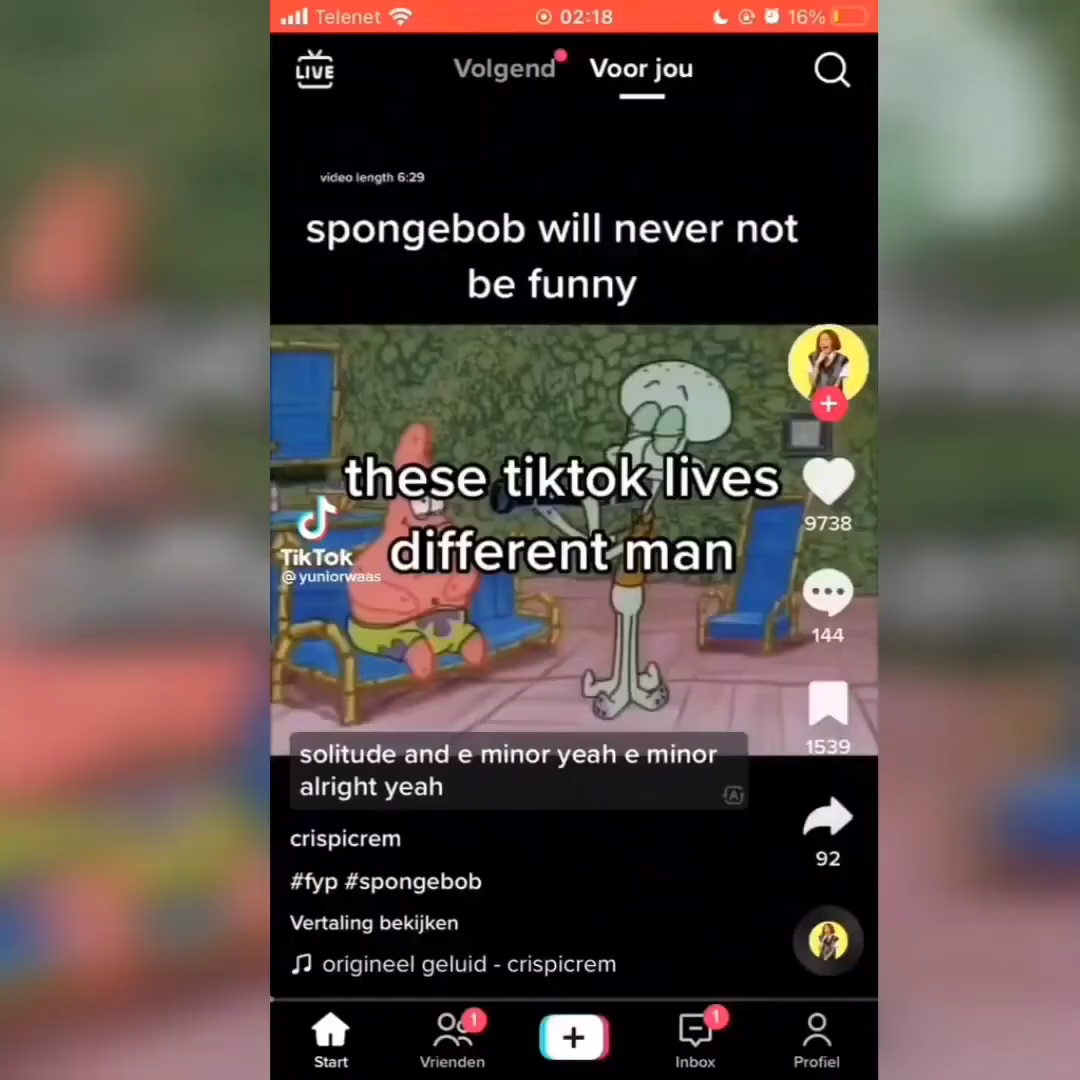 Telenet 02:18 16%
LIVE Volgend Voor jou
video length 6:29
spongebob will never not
be funny
these tiktok lives
different man
TikTok
@yuniorwaas
9738
144
1539
solitude and e minor yeah e minor
alright yeah
A
crispicrem
92
#fyp #spongebob
Vertaling bekijken
origineel geluid - crispicrem
1 1
Start Vrienden Inbox Profiel